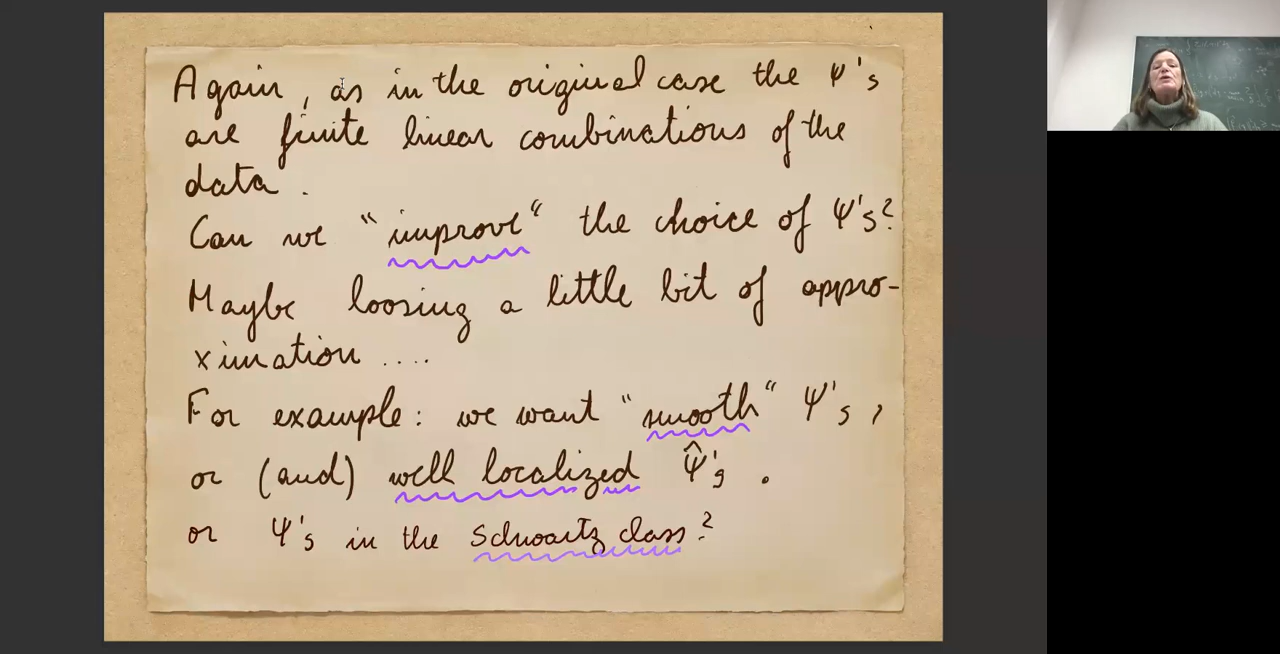 Again, as in the original case the ψ's
are finite linear combinations of the
data.
Can we "improve" the choice of ψ's?
Maybe loosing a little bit of appro-
ximation ....
For example: we want "smooth" ψ's,
or (and) well localized ψ̂'s.
or ψ's in the Schwartz class?